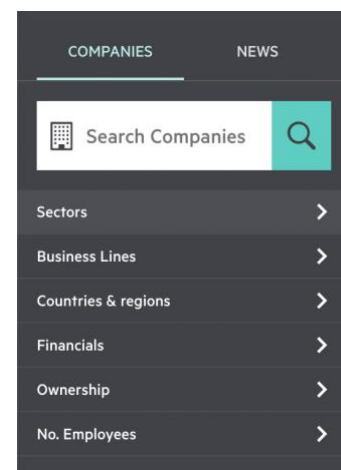 COMPANIES NEWS
Search Companies
Sectors
Business Lines
Countries & regions
Financials
Ownership
No. Employees